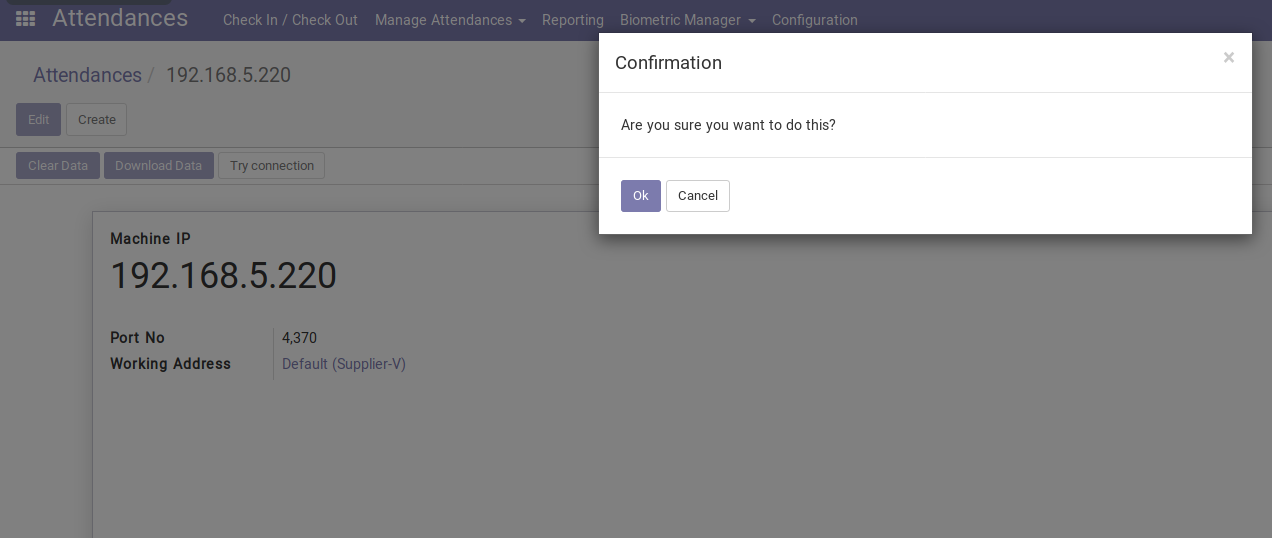 Attendances Check In / Check Out Manage Attendances Reporting Biometric Manager Configuration
Confirmation ×
Attendances / 192.168.5.220
Edit Create
Are you sure you want to do this?
Clear Data Download Data Try connection
Ok Cancel
Machine IP
192.168.5.220
Port No 4,370
Working Address Default (Supplier-V)